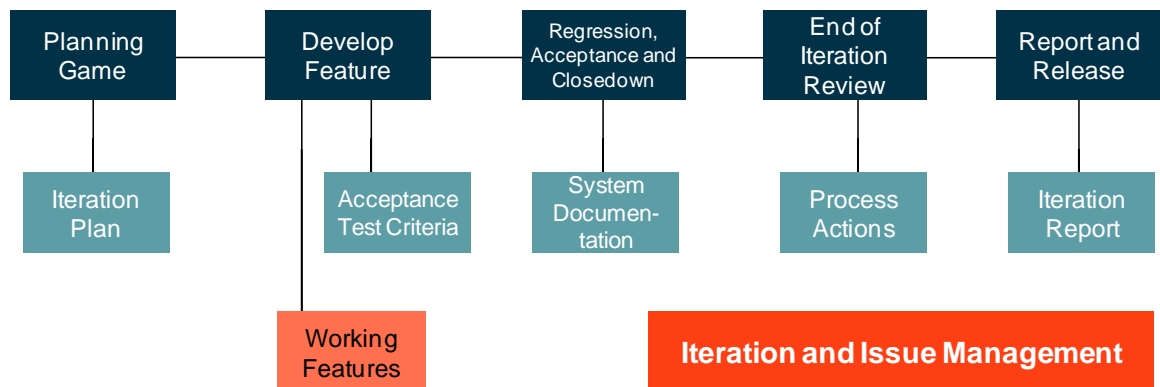 Planning
Game
Develop
Feature
Regression,
Acceptance and
Closedown
End of
Iteration
Review
Report and
Release
Iteration
Plan
Acceptance
Test Criteria
System
Documen-
tation
Process
Actions
Iteration
Report
Working
Features
Iteration and Issue Management